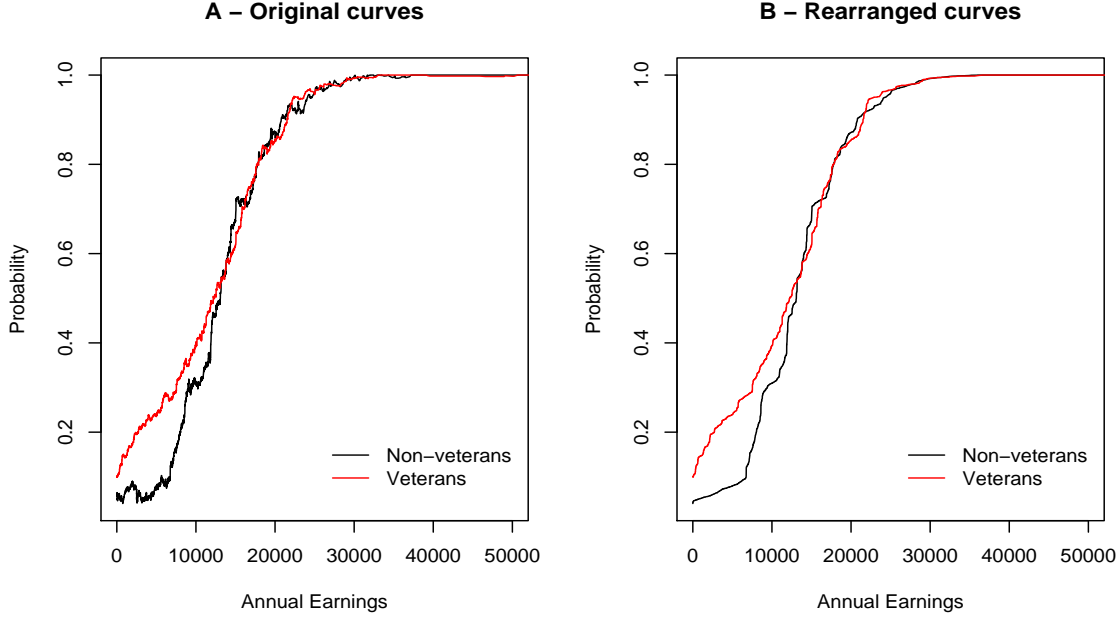 A – Original curves
Probability
1.0
0.8
0.6
0.4
0.2
Non−veterans
Veterans
0 10000 20000 30000 40000 50000
Annual Earnings
B – Rearranged curves
Probability
1.0
0.8
0.6
0.4
0.2
Non−veterans
Veterans
0 10000 20000 30000 40000 50000
Annual Earnings